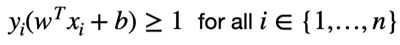 yᵢ(wᵀxᵢ + b) ≥ 1 for all i ∈ {1,…,n}